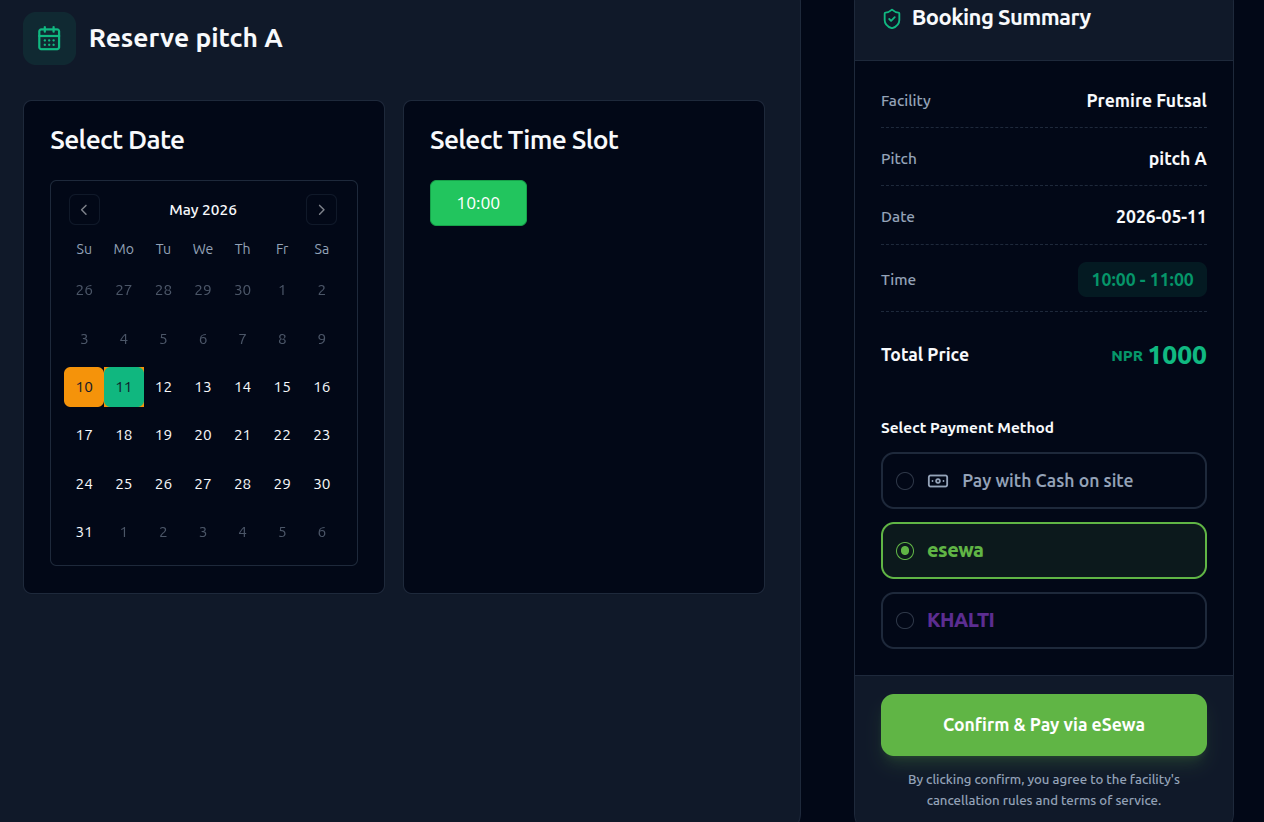 Reserve pitch A
Select Date
May 2026
Su Mo Tu We Th Fr Sa
26 27 28 29 30 1 2
3 4 5 6 7 8 9
10 11 12 13 14 15 16
17 18 19 20 21 22 23
24 25 26 27 28 29 30
31 1 2 3 4 5 6
Select Time Slot
10:00
Booking Summary
Facility Premire Futsal
Pitch pitch A
Date 2026-05-11
Time 10:00 - 11:00
Total Price NPR 1000
Select Payment Method
Pay with Cash on site
esewa
KHALTI
Confirm & Pay via eSewa
By clicking confirm, you agree to the facility's
cancellation rules and terms of service.